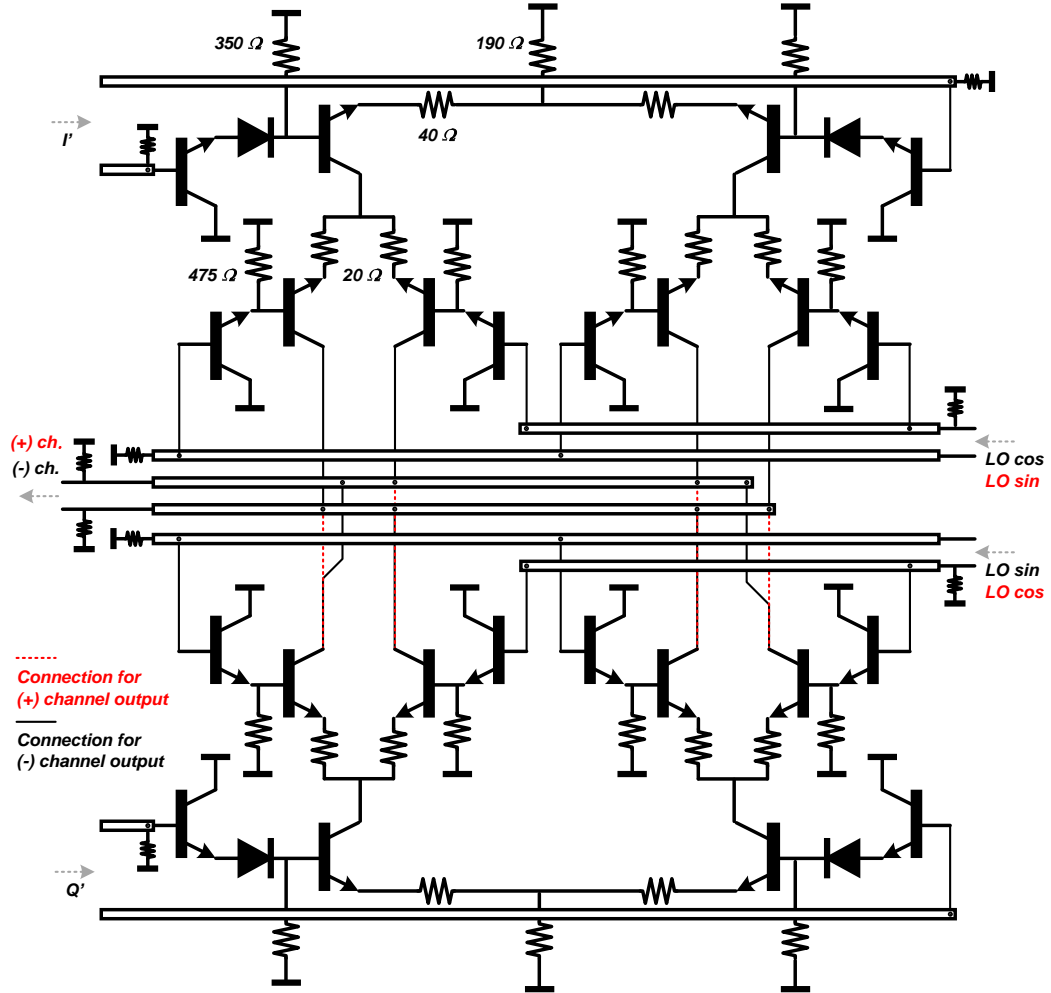 350 Ω
190 Ω
40 Ω
I'
475 Ω
20 Ω
(+) ch.
(-) ch.
LO cos
LO sin
LO sin
LO cos
Connection for
(+) channel output
Connection for
(-) channel output
Q'